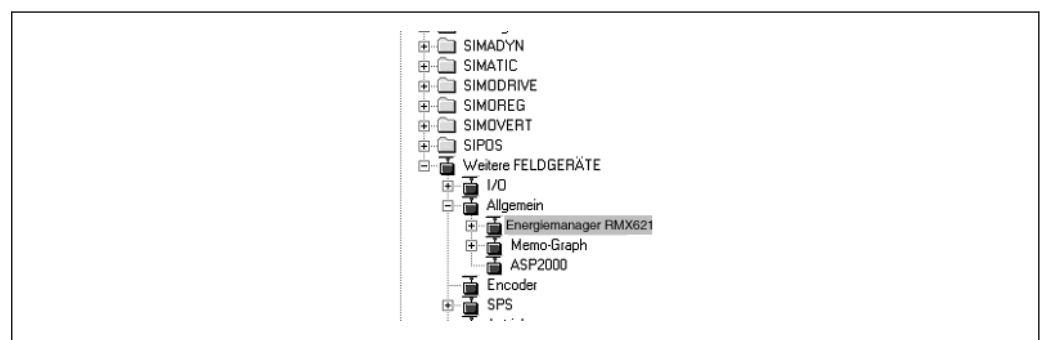 SIMADYN
SIMATIC
SIMODRIVE
SIMOREG
SIMOVERT
SIPOS
Weitere FELDGERÄTE
I/O
Allgemein
Energiemanager RMX621
Memo-Graph
ASP2000
Encoder
SPS